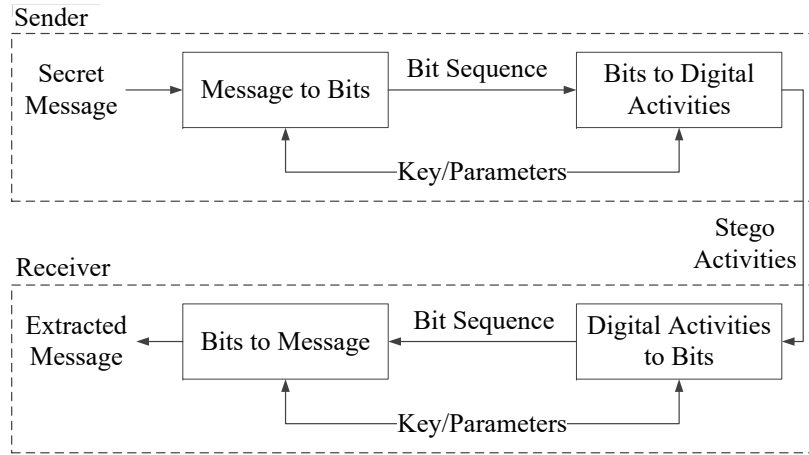 Sender
Secret
Message
Message to Bits
Bit Sequence
Bits to Digital
Activities
Key/Parameters
Stego
Activities
Receiver
Extracted
Message
Bits to Message
Bit Sequence
Digital Activities
to Bits
Key/Parameters